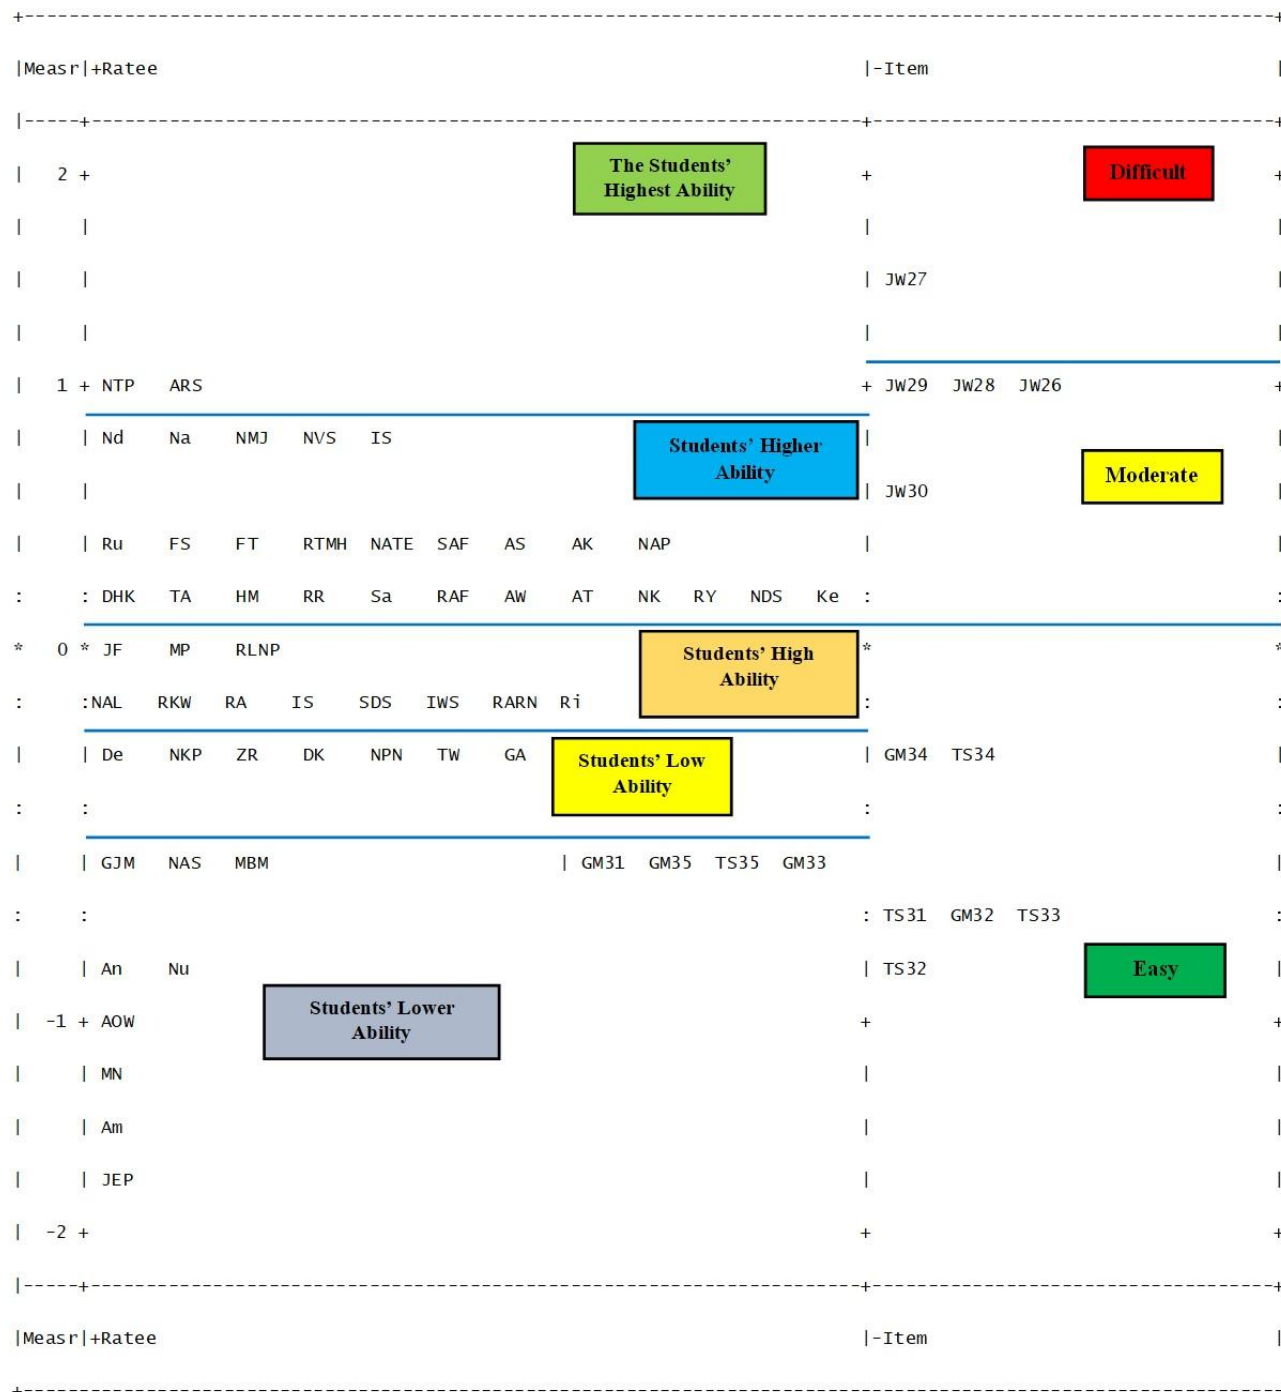 +-----------------------------------------------------------------------------------------------+
|Measr|+Ratee |-Item |
|-----+----------------------------------------------------------+------------------------------+
The Students'
Highest Ability
Difficult
| 2 + + +
| | | |
| | | JW27 |
| | | |
| 1 + NTP ARS + JW29 JW28 JW26 +
| | Nd Na NMJ NVS IS | |
Students' Higher
Ability
Moderate
| | | JW30 |
| | Ru FS FT RTMH NATE SAF AS AK NAP | |
: : DHK TA HM RR Sa RAF AW AT NK RY NDS Ke : :
* 0 * JF MP RLNP * *
Students' High
Ability
: :NAL RKW RA IS SDS IWS RARN Ri : :
| | De NKP ZR DK NPN TW GA | GM34 TS34 |
Students' Low
Ability
: : : :
| | GJM NAS MBM | GM31 GM35 TS35 GM33 |
: : : TS31 GM32 TS33 :
| | An Nu | TS32 |
Easy
Students' Lower
Ability
| -1 + AOW + +
| | MN | |
| | Am | |
| | JEP | |
| -2 + + +
|-----+----------------------------------------------------------+------------------------------+
|Measr|+Ratee |-Item |
+-----------------------------------------------------------------------------------------------